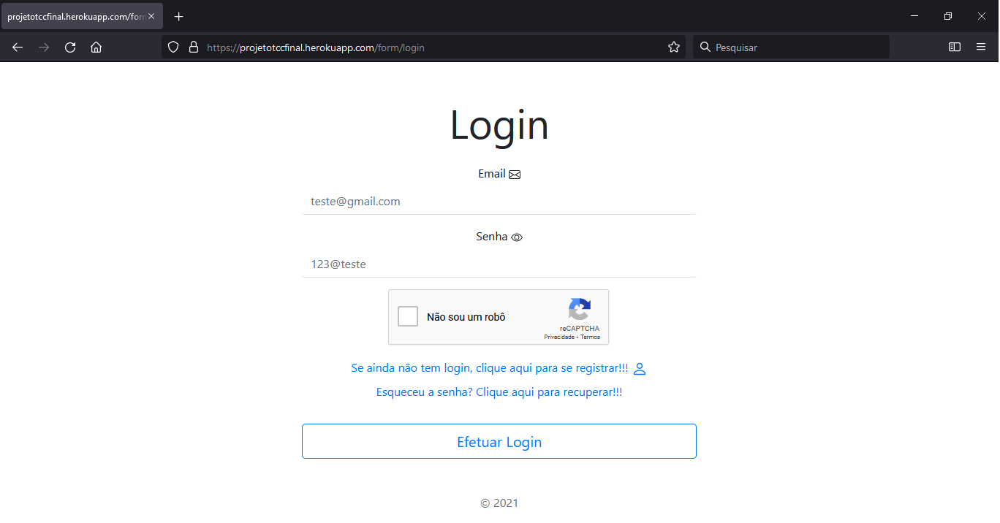 projetotccfinal.herokuapp.com/form
https://projetotccfinal.herokuapp.com/form/login
Pesquisar
Login
Email
teste@gmail.com
Senha
123@teste
Não sou um robô
reCAPTCHA
Privacidade - Termos
Se ainda não tem login, clique aqui para se registrar!!!
Esqueceu a senha? Clique aqui para recuperar!!!
Efetuar Login
© 2021